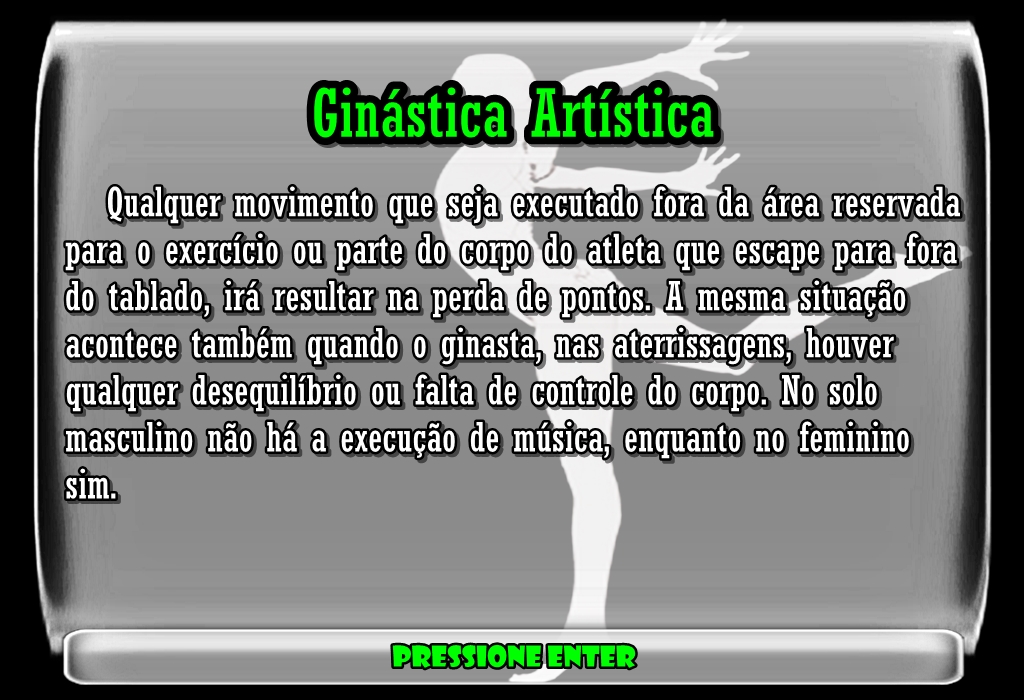 Ginástica Artística
Qualquer movimento que seja executado fora da área reservada
para o exercício ou parte do corpo do atleta que escape para fora
do tablado, irá resultar na perda de pontos. A mesma situação
acontece também quando o ginasta, nas aterrissagens, houver
qualquer desequilíbrio ou falta de controle do corpo. No solo
masculino não há a execução de música, enquanto no feminino
sim.
PRESSIONE ENTER